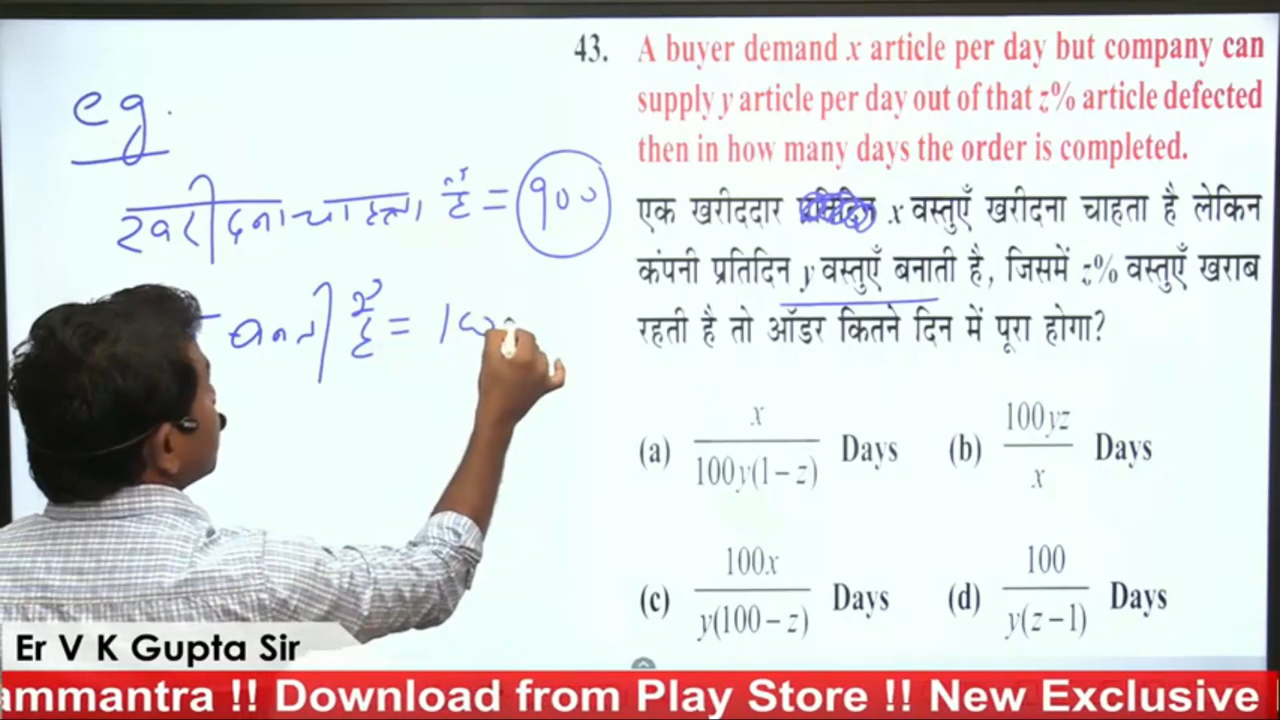 eg.
खरीदना चाहता है = 900
बनती है = 100
43. A buyer demand x article per day but company can
supply y article per day out of that z% article defected
then in how many days the order is completed.
एक खरीददार x वस्तुएँ खरीदना चाहता है लेकिन
कंपनी प्रतिदिन y वस्तुएँ बनाती है, जिसमें z% वस्तुएँ खराब
रहती है तो ऑडर कितने दिन में पूरा होगा?
(a) x / 100y(1 – z) Days (b) 100yz / x Days
(c) 100x / y(100 – z) Days (d) 100 / y(z – 1) Days
Er V K Gupta Sir
ammantra !! Download from Play Store !! New Exclusive